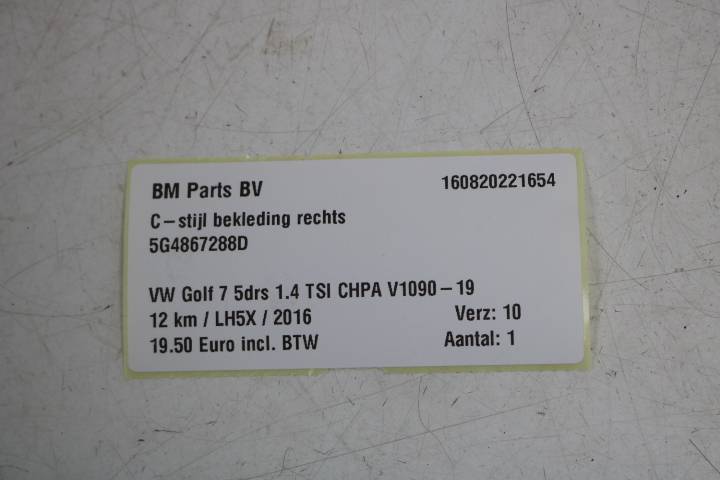 BM Parts BV 160820221654
C-stijl bekleding rechts
5G4867288D
VW Golf 7 5drs 1.4 TSI CHPA V1090-19
12 km / LH5X / 2016 Verz: 10
19.50 Euro incl. BTW Aantal: 1